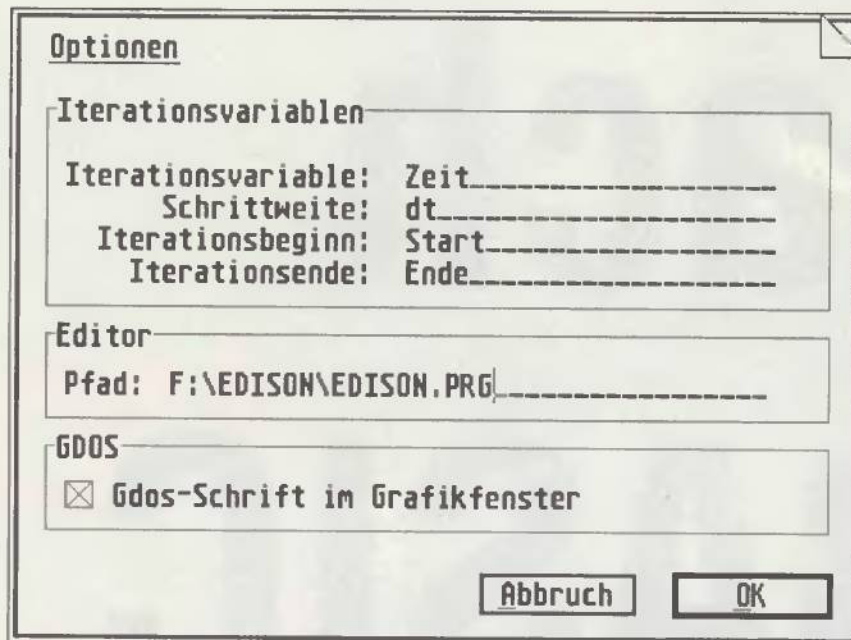 Optionen
Iterationsvariablen
Iterationsvariable: Zeit
Schrittweite: dt
Iterationsbeginn: Start
Iterationsende: Ende
Editor
Pfad: F:\EDISON\EDISON.PRG
GDOS
Gdos-Schrift im Grafikfenster
Abbruch OK